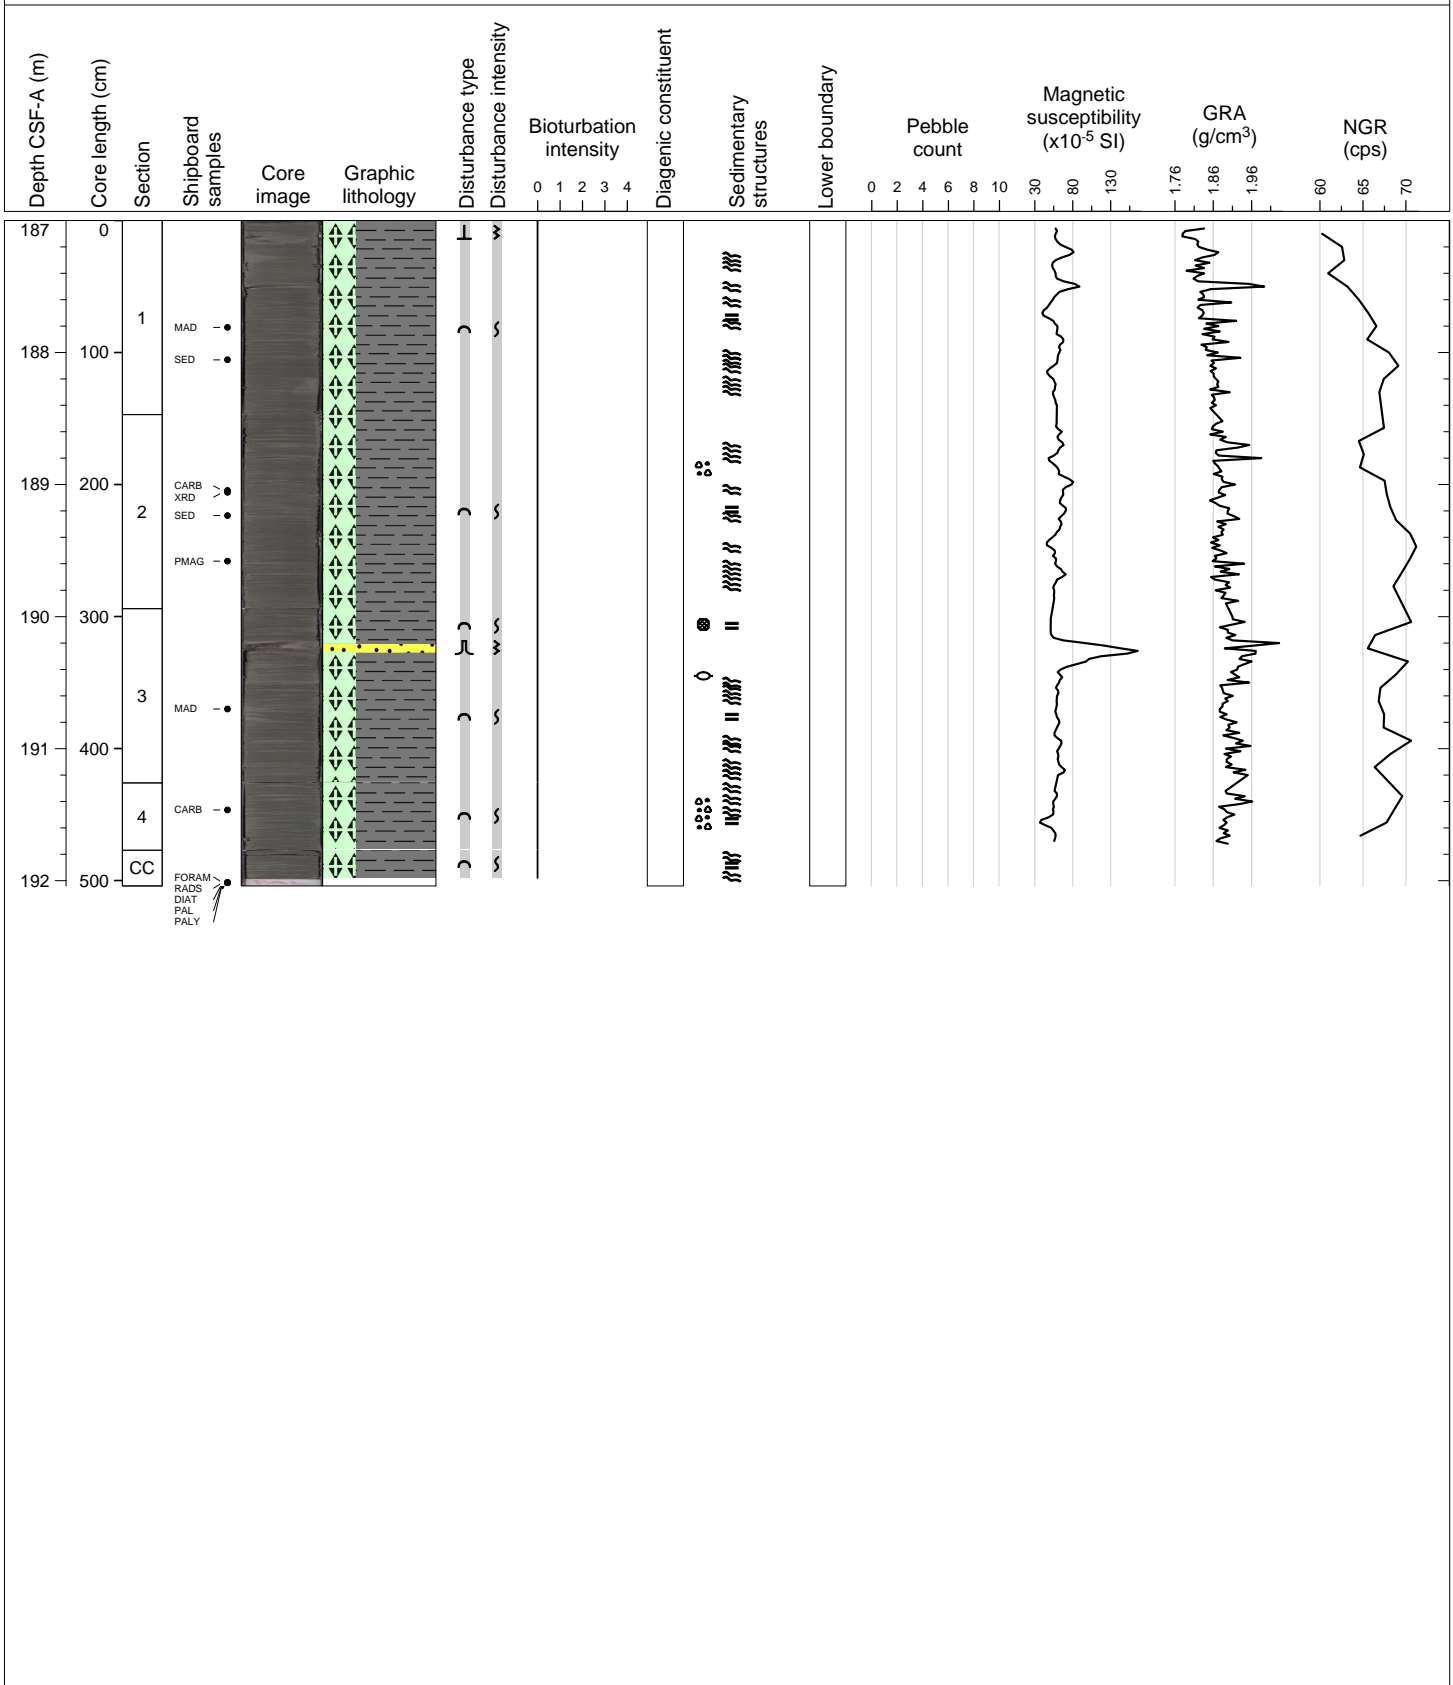 Depth CSF-A (m)
Core length (cm)
Section
Shipboard
samples
Core
image
Graphic
lithology
Disturbance type
Disturbance intensity
Bioturbation
intensity
0 1 2 3 4
Diagenic constituent
Sedimentary
structures
Lower boundary
Pebble
count
0 2 4 6 8 10
Magnetic
susceptibility
(x10-5 SI)
30 80 130
GRA
(g/cm3)
1.76 1.86 1.96
NGR
(cps)
60 65 70
187 0
1
MAD
188 100
SED
CARB
189 200
XRD
2
SED
PMAG
190 300
3
MAD
191 400
CARB
4
CC
FORAM
192 500
RADS
DIAT
PAL
PALY